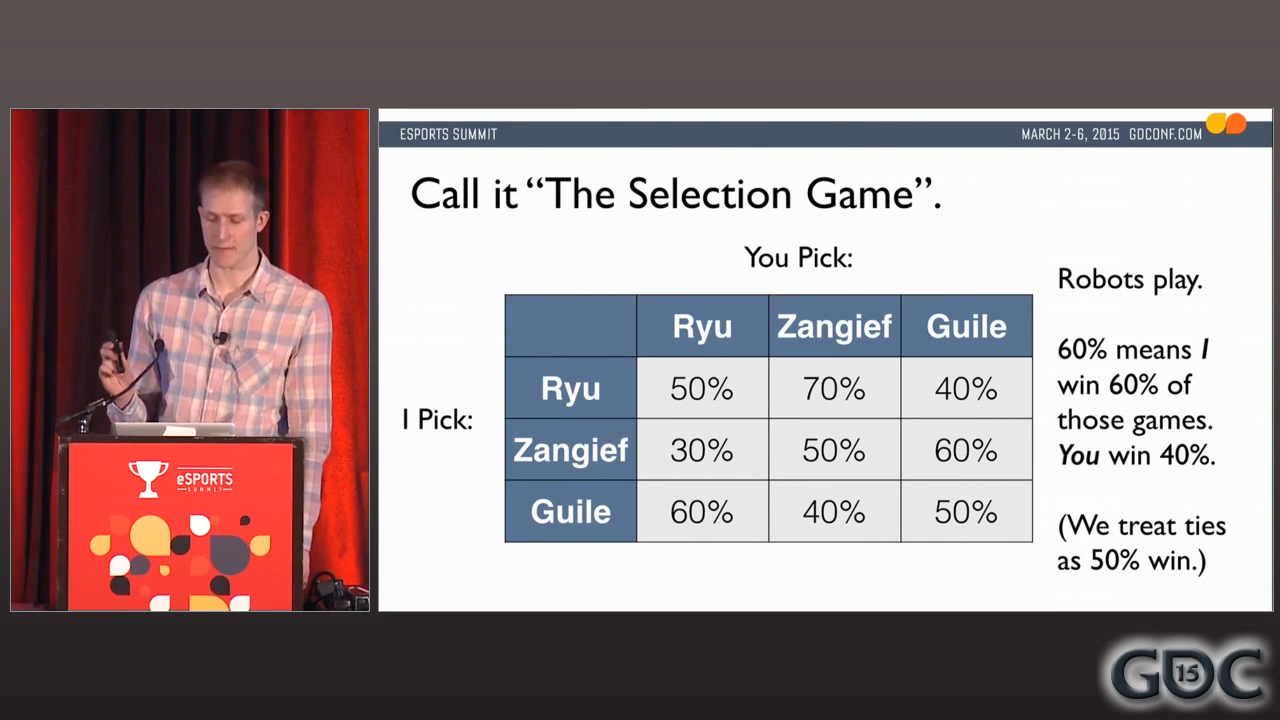 ESPORTS SUMMIT
MARCH 2-6, 2015 GDCONF.COM
Call it “The Selection Game”.
You Pick:
I Pick:
Ryu Zangief Guile
Ryu 50% 70% 40%
Zangief 30% 50% 60%
Guile 60% 40% 50%
Robots play.
60% means I
win 60% of
those games.
You win 40%.
(We treat ties
as 50% win.)
eSPORTS
SUMMIT
GDC
15